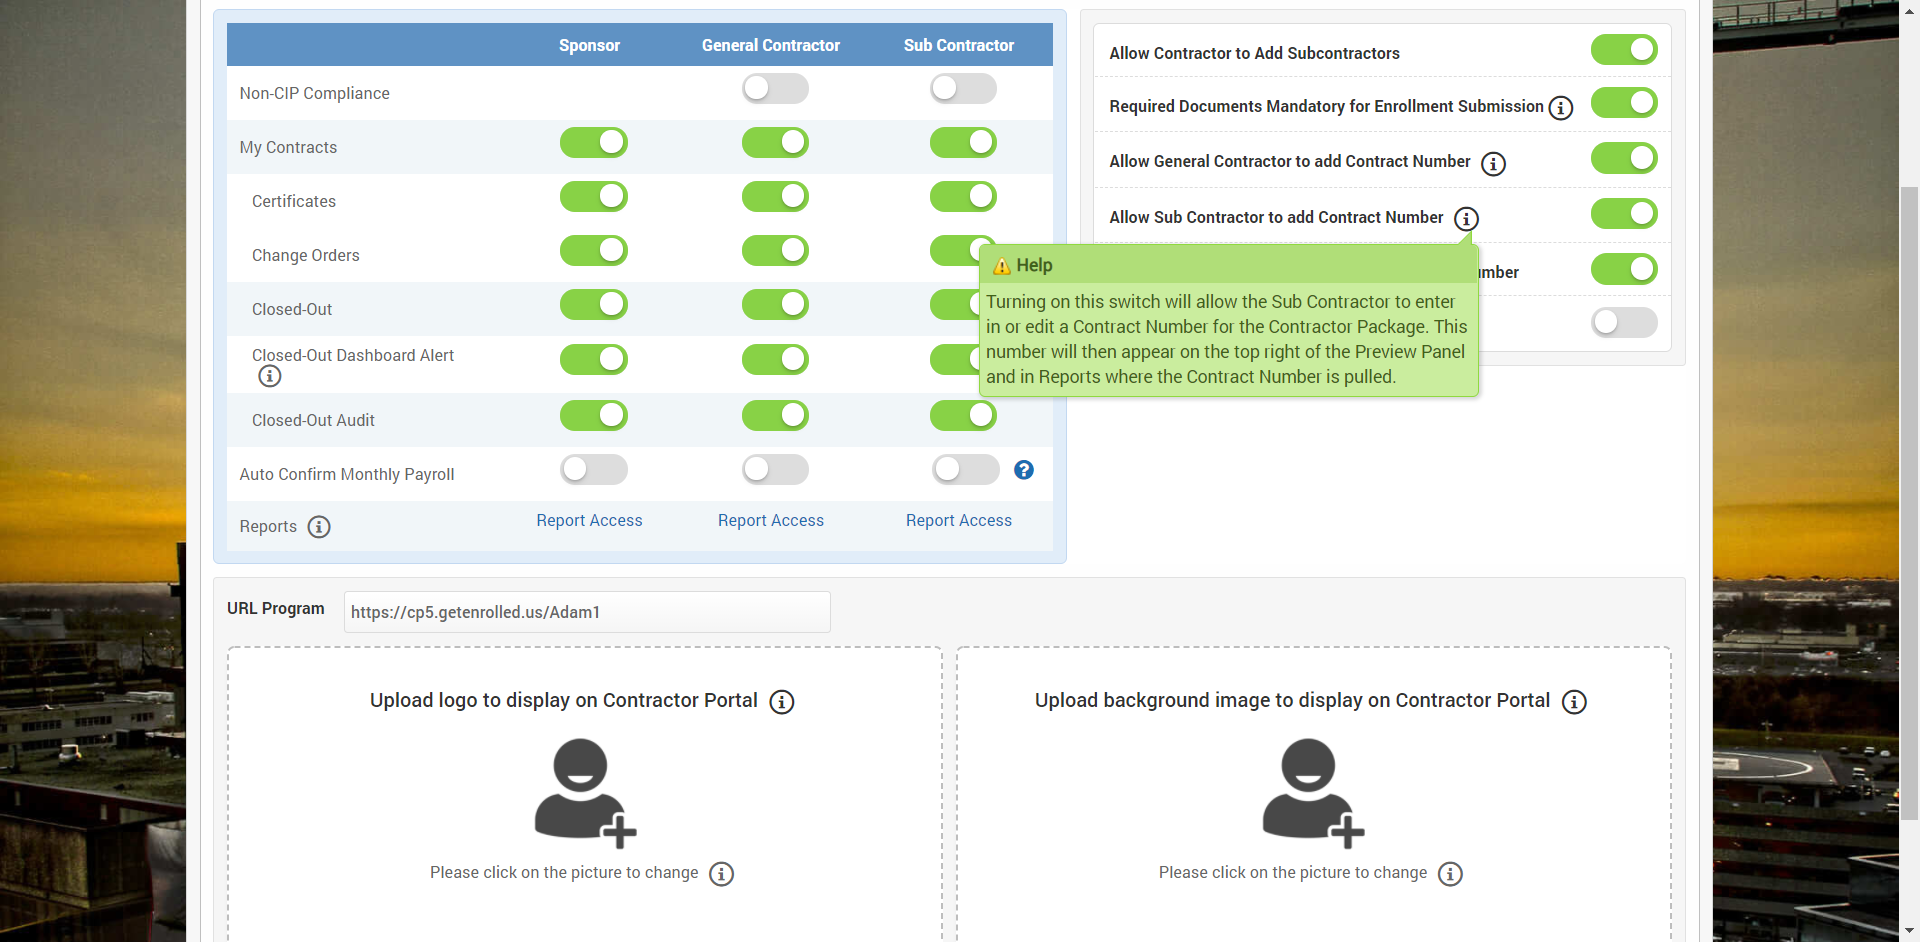 Sponsor General Contractor Sub Contractor
Non-CIP Compliance
My Contracts
Certificates
Change Orders
Closed-Out
Closed-Out Dashboard Alert
Closed-Out Audit
Auto Confirm Monthly Payroll
Reports Report Access Report Access Report Access
Allow Contractor to Add Subcontractors
Required Documents Mandatory for Enrollment Submission
Allow General Contractor to add Contract Number
Allow Sub Contractor to add Contract Number
Help
Turning on this switch will allow the Sub Contractor to enter
in or edit a Contract Number for the Contractor Package. This
number will then appear on the top right of the Preview Panel
and in Reports where the Contract Number is pulled.
URL Program https://cp5.getenrolled.us/Adam1
Upload logo to display on Contractor Portal
Please click on the picture to change
Upload background image to display on Contractor Portal
Please click on the picture to change